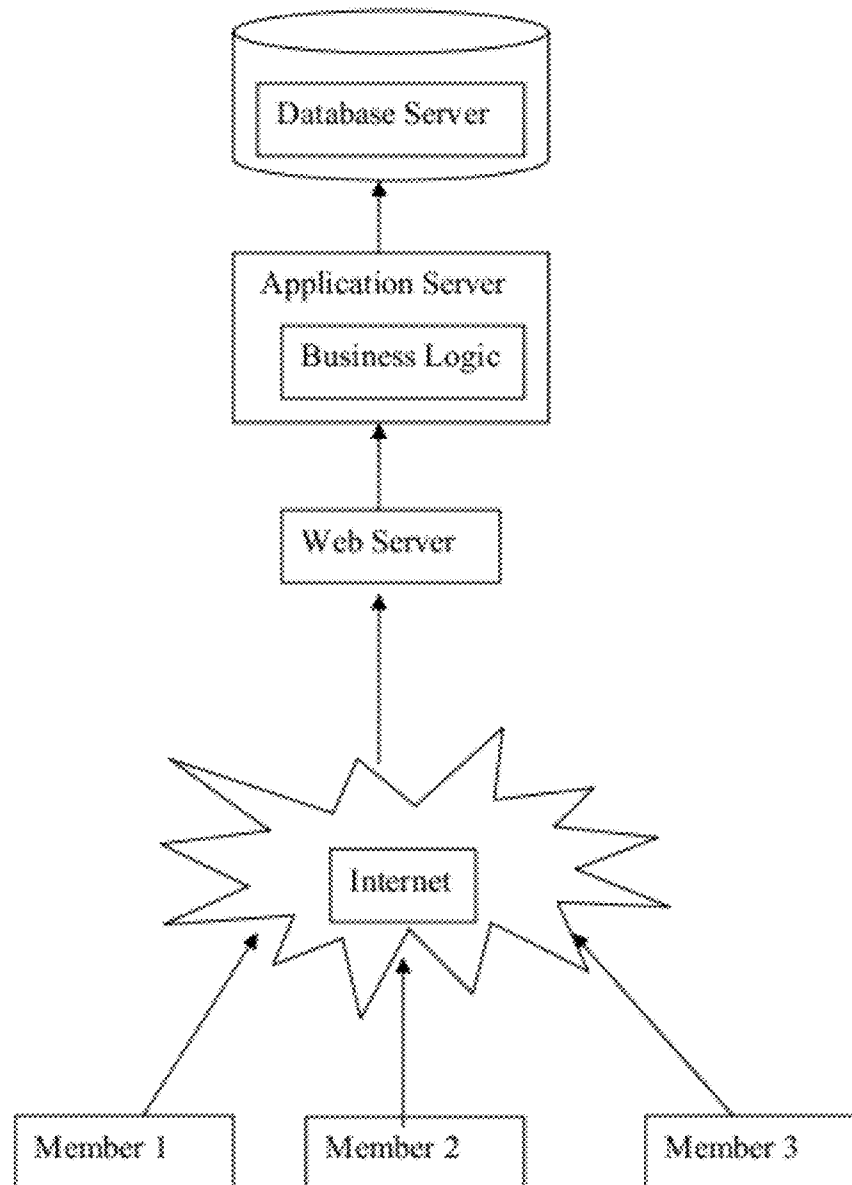 Database Server
Application Server
Business Logic
Web Server
Internet
Member 1
Member 2
Member 3